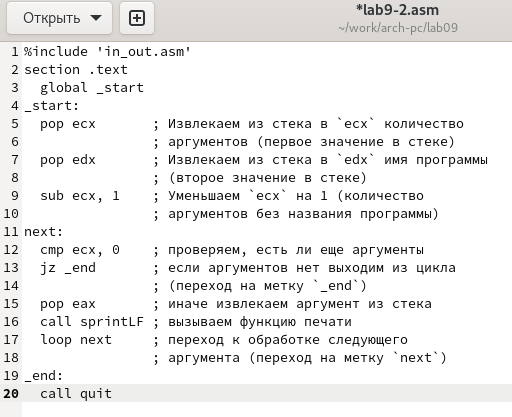 Открыть
*lab9-2.asm
~/work/arch-pc/lab09
1 %include 'in_out.asm'
2 section .text
3   global _start
4 _start:
5   pop ecx       ; Извлекаем из стека в `ecx` количество
6                 ; аргументов (первое значение в стеке)
7   pop edx       ; Извлекаем из стека в `edx` имя программы
8                 ; (второе значение в стеке)
9   sub ecx, 1    ; Уменьшаем `ecx` на 1 (количество
10                 ; аргументов без названия программы)
11 next:
12   cmp ecx, 0    ; проверяем, есть ли еще аргументы
13   jz _end       ; если аргументов нет выходим из цикла
14                 ; (переход на метку `_end`)
15   pop eax       ; иначе извлекаем аргумент из стека
16   call sprintLF ; вызываем функцию печати
17   loop next     ; переход к обработке следующего
18                 ; аргумента (переход на метку `next`)
19 _end:
20   call quit